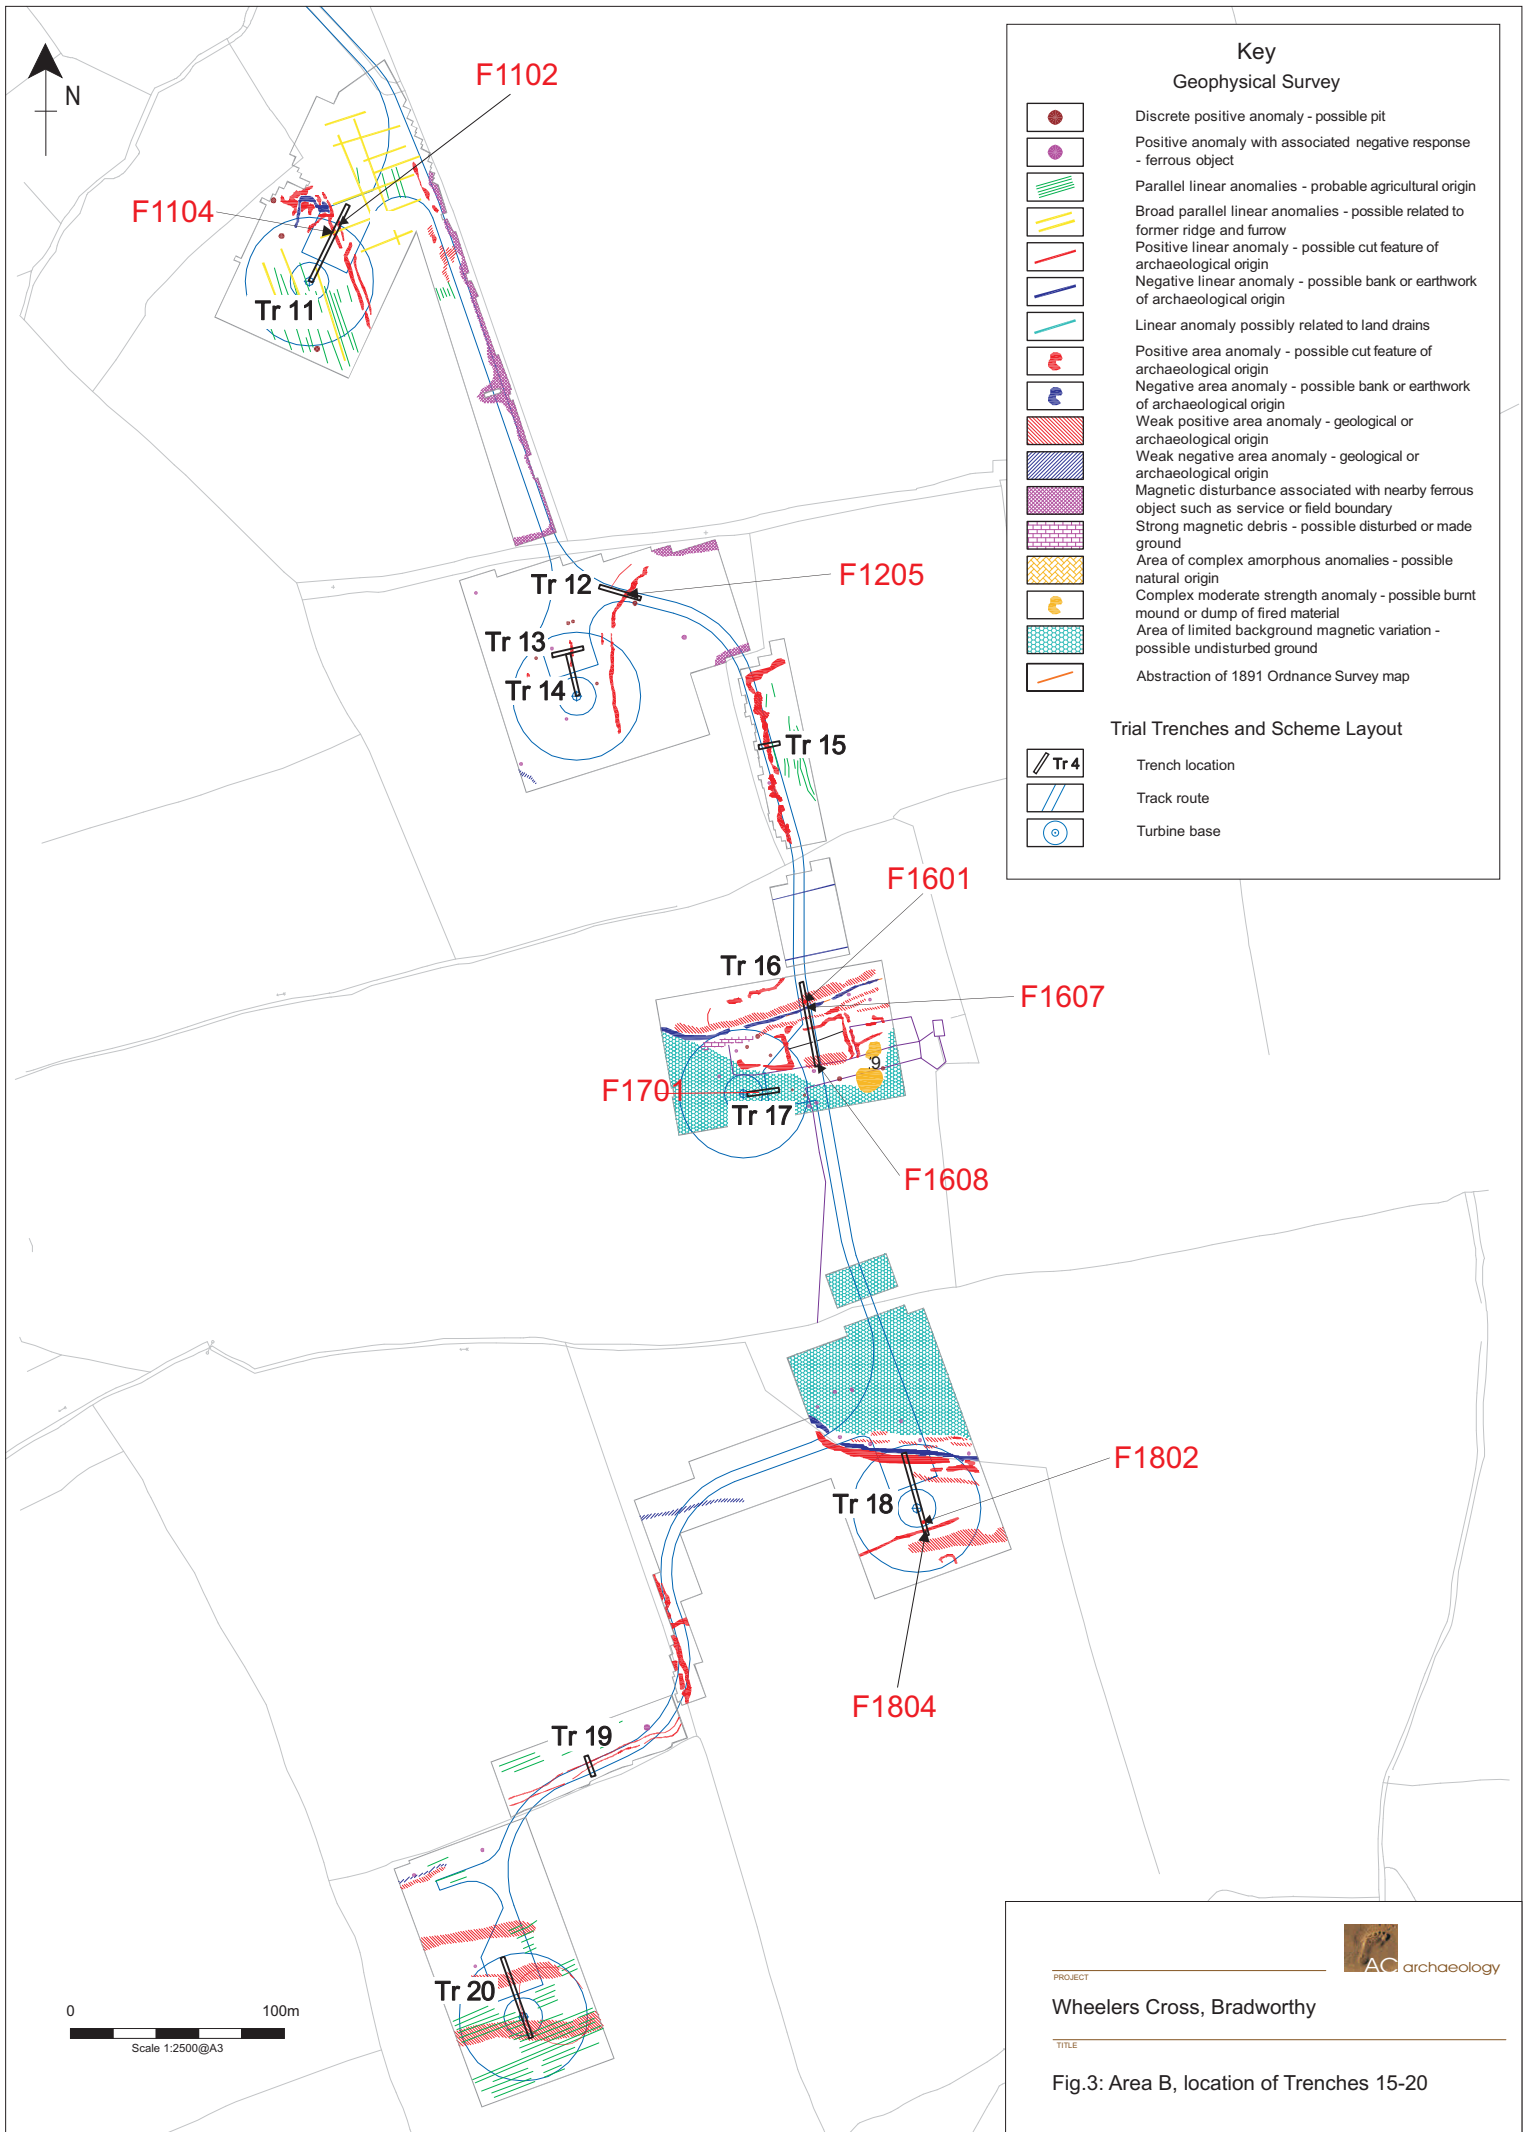 N
F1102
F1104
Tr 11
Tr 12
F1205
Tr 13
Tr 14
Tr 15
F1601
Tr 16
F1607
F1701
Tr 17
F1608
F1802
Tr 18
F1804
Tr 19
Tr 20
0 100m
Scale 1:2500@A3
Key
Geophysical Survey
Discrete positive anomaly - possible pit
Positive anomaly with associated negative response
- ferrous object
Parallel linear anomalies - probable agricultural origin
Broad parallel linear anomalies - possible related to
former ridge and furrow
Positive linear anomaly - possible cut feature of
archaeological origin
Negative linear anomaly - possible bank or earthwork
of archaeological origin
Linear anomaly possibly related to land drains
Positive area anomaly - possible cut feature of
archaeological origin
Negative area anomaly - possible bank or earthwork
of archaeological origin
Weak positive area anomaly - geological or
archaeological origin
Weak negative area anomaly - geological or
archaeological origin
Magnetic disturbance associated with nearby ferrous
object such as service or field boundary
Strong magnetic debris - possible disturbed or made
ground
Area of complex amorphous anomalies - possible
natural origin
Complex moderate strength anomaly - possible burnt
mound or dump of fired material
Area of limited background magnetic variation -
possible undisturbed ground
Abstraction of 1891 Ordnance Survey map
Trial Trenches and Scheme Layout
Tr 4 Trench location
Track route
Turbine base
AC archaeology
PROJECT
Wheelers Cross, Bradworthy
TITLE
Fig.3: Area B, location of Trenches 15-20